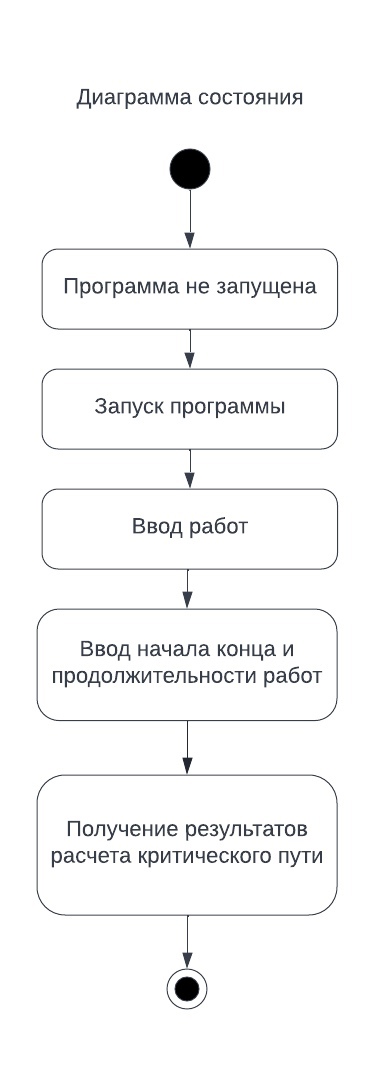 Диаграмма состояния
Программа не запущена
Запуск программы
Ввод работ
Ввод начала конца и
продолжительности работ
Получение результатов
расчета критического пути